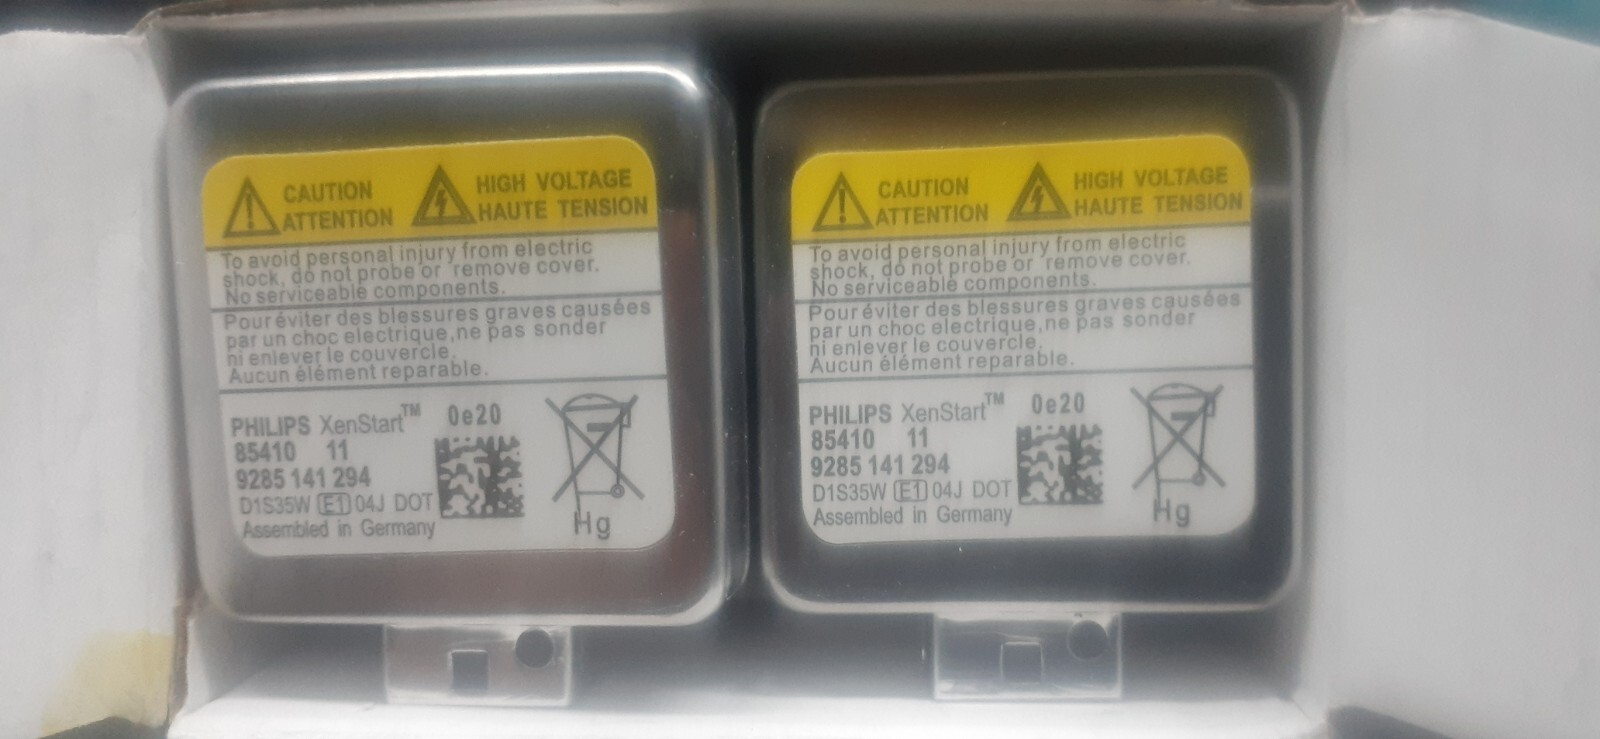 CAUTION
ATTENTION
HIGH VOLTAGE
HAUTE TENSION
To avoid personal injury from electric
shock, do not probe or remove cover.
No serviceable components.
Pour éviter des blessures graves causées
par un choc electrique,ne pas sonder
ni enlever le couvercle.
Aucun élément reparable.
PHILIPS XenStart™
85410 11
9285 141 294
D1S35W E1 04J DOT
Assembled in Germany
0e20
Hg
CAUTION
ATTENTION
HIGH VOLTAGE
HAUTE TENSION
To avoid personal injury from electric
shock, do not probe or remove cover.
No serviceable components.
Pour éviter des blessures graves causées
par un choc electrique,ne pas sonder
ni enlever le couvercle.
Aucun élément reparable.
PHILIPS XenStart™
85410 11
9285 141 294
D1S35W E1 04J DOT
Assembled in Germany
0e20
Hg